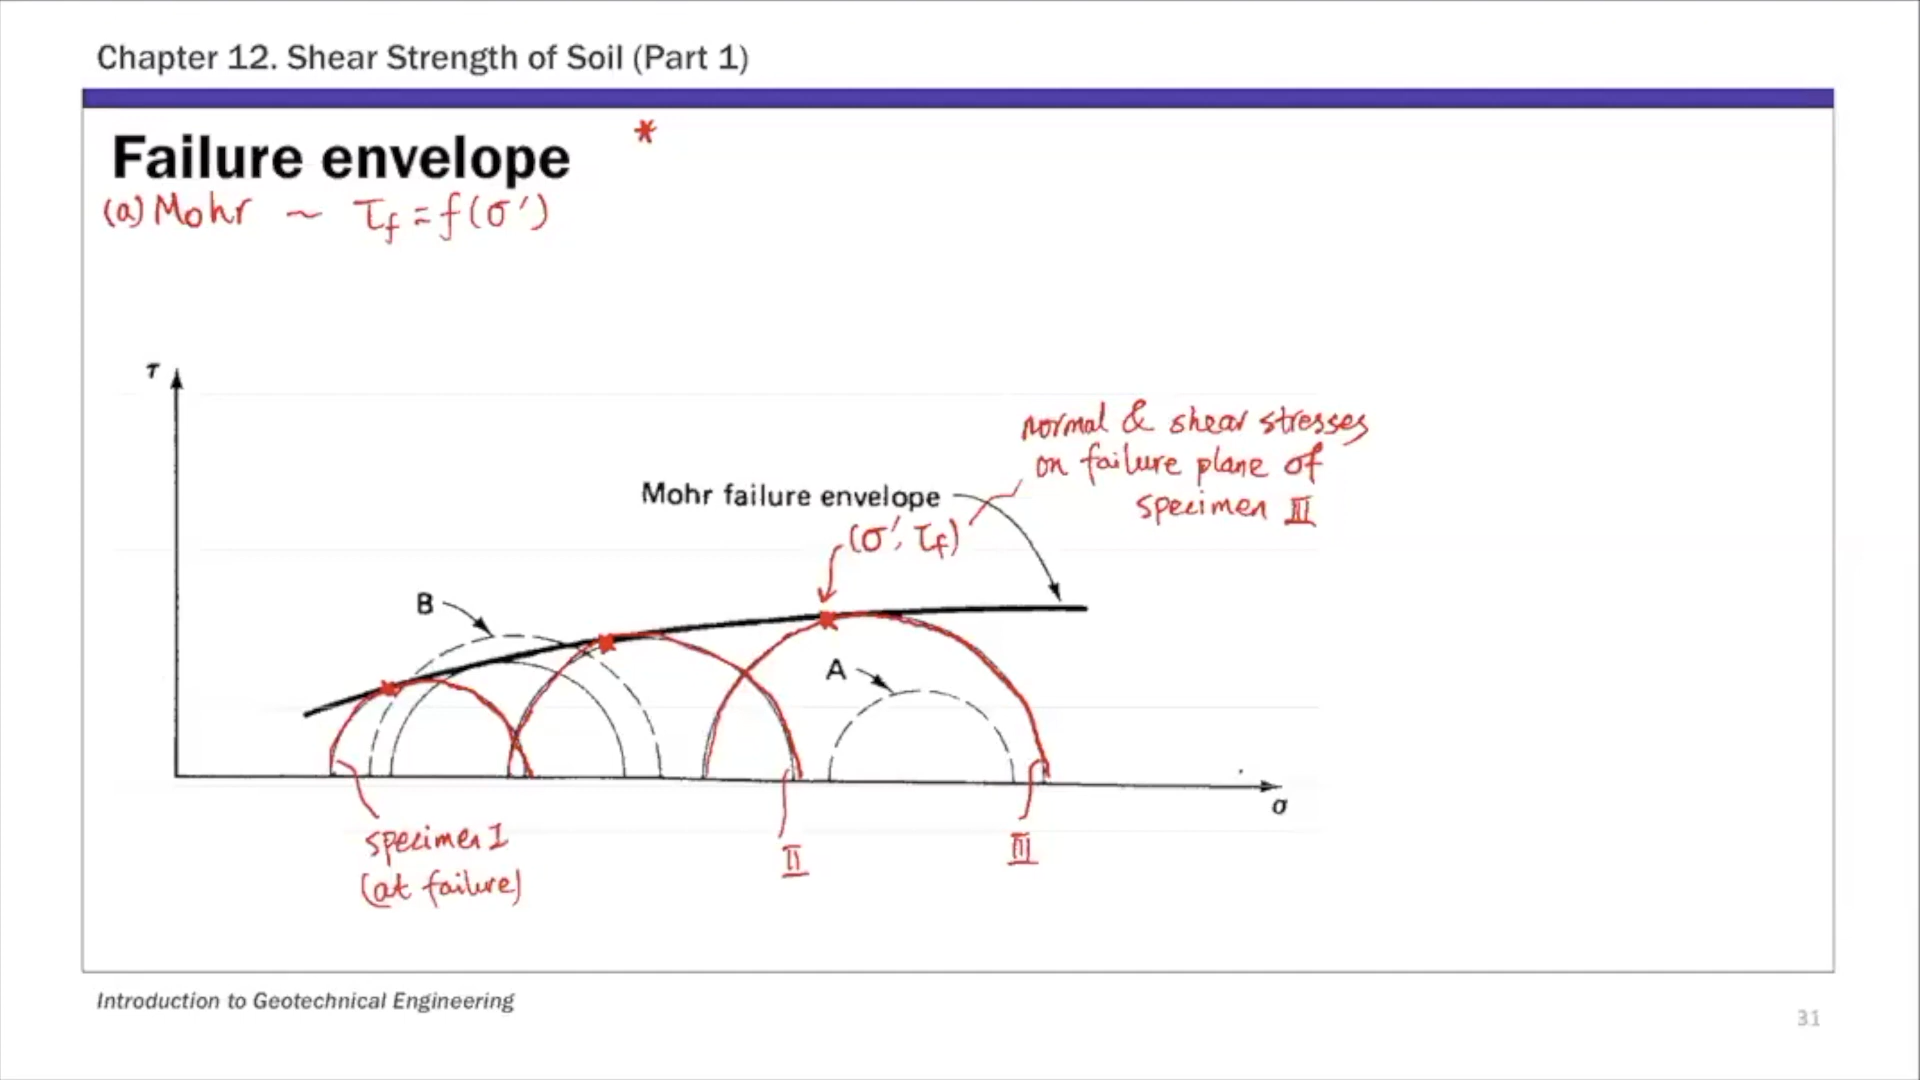 Chapter 12. Shear Strength of Soil (Part 1)
Failure envelope *
(a) Mohr ~ τf = f(σ')
τ
normal & shear stresses
on failure plane of
specimen III
Mohr failure envelope
(σ', τf)
B
A
σ
specimen I
(at failure)
II
III
Introduction to Geotechnical Engineering
31